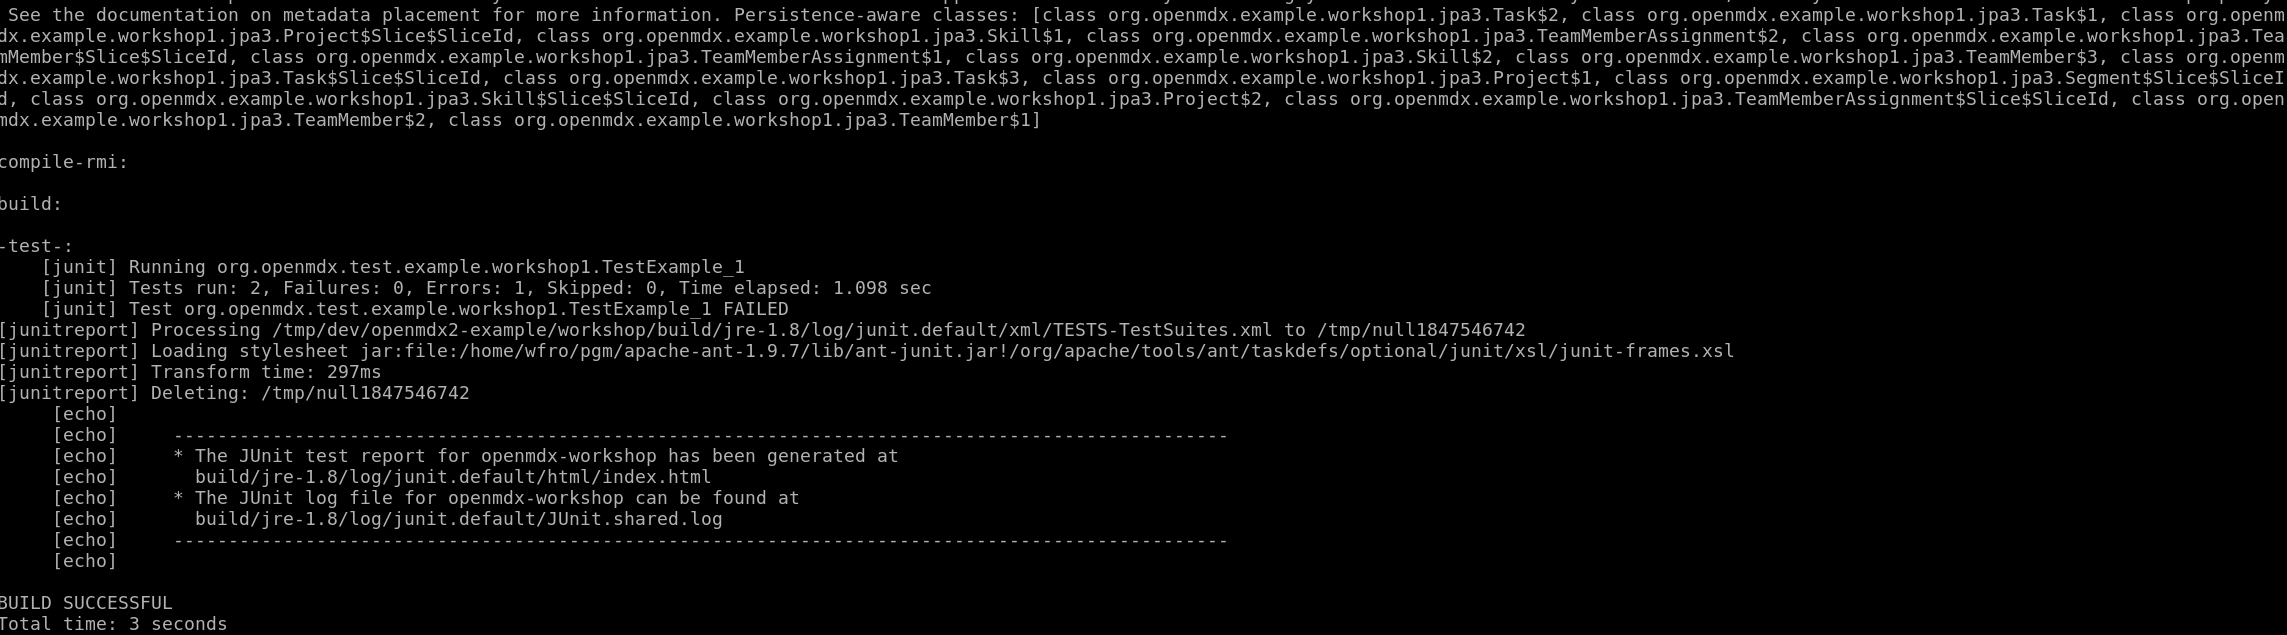 See the documentation on metadata placement for more information. Persistence-aware classes: [class org.openmdx.example.workshop1.jpa3.Task$2, class org.openmdx.example.workshop1.jpa3.Task$1, class org.openm
dx.example.workshop1.jpa3.Project$Slice$SliceId, class org.openmdx.example.workshop1.jpa3.Skill$1, class org.openmdx.example.workshop1.jpa3.TeamMemberAssignment$2, class org.openmdx.example.workshop1.jpa3.Tea
mMember$Slice$SliceId, class org.openmdx.example.workshop1.jpa3.TeamMemberAssignment$1, class org.openmdx.example.workshop1.jpa3.Skill$2, class org.openmdx.example.workshop1.jpa3.TeamMember$3, class org.openm
dx.example.workshop1.jpa3.Task$Slice$SliceId, class org.openmdx.example.workshop1.jpa3.Task$3, class org.openmdx.example.workshop1.jpa3.Project$1, class org.openmdx.example.workshop1.jpa3.Segment$Slice$SliceI
d, class org.openmdx.example.workshop1.jpa3.Skill$Slice$SliceId, class org.openmdx.example.workshop1.jpa3.Project$2, class org.openmdx.example.workshop1.jpa3.TeamMemberAssignment$Slice$SliceId, class org.open
mdx.example.workshop1.jpa3.TeamMember$2, class org.openmdx.example.workshop1.jpa3.TeamMember$1]
compile-rmi:
build:
-test-:
[junit] Running org.openmdx.test.example.workshop1.TestExample_1
[junit] Tests run: 2, Failures: 0, Errors: 1, Skipped: 0, Time elapsed: 1.098 sec
[junit] Test org.openmdx.test.example.workshop1.TestExample_1 FAILED
[junitreport] Processing /tmp/dev/openmdx2-example/workshop/build/jre-1.8/log/junit.default/xml/TESTS-TestSuites.xml to /tmp/null1847546742
[junitreport] Loading stylesheet jar:file:/home/wfro/pgm/apache-ant-1.9.7/lib/ant-junit.jar!/org/apache/tools/ant/taskdefs/optional/junit/xsl/junit-frames.xsl
[junitreport] Transform time: 297ms
[junitreport] Deleting: /tmp/null1847546742
[echo]
[echo] ------------------------------------------------------------------------------------------------
[echo] * The JUnit test report for openmdx-workshop has been generated at
[echo] build/jre-1.8/log/junit.default/html/index.html
[echo] * The JUnit log file for openmdx-workshop can be found at
[echo] build/jre-1.8/log/junit.default/JUnit.shared.log
[echo] ------------------------------------------------------------------------------------------------
[echo]
BUILD SUCCESSFUL
Total time: 3 seconds